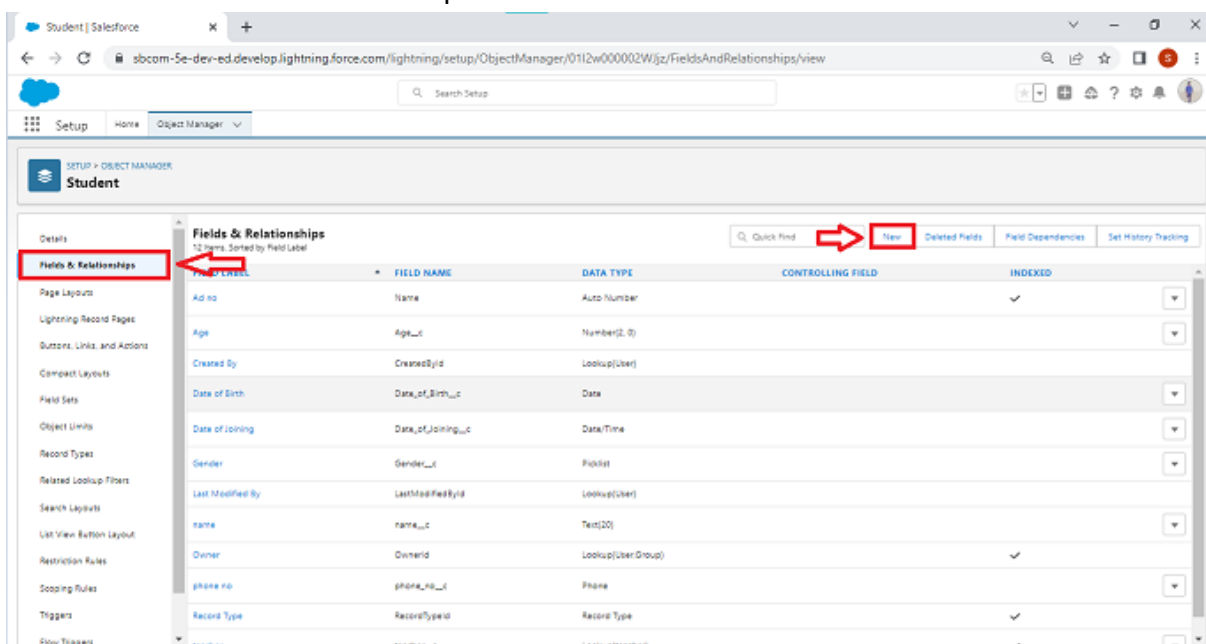 Student | Salesforce
sbcom-5e-dev-ed.develop.lightning.force.com/lightning/setup/ObjectManager/01I2w000002WJjz/FieldsAndRelationships/view
S
Search Setup
Setup Home Object Manager
SETUP > OBJECT MANAGER
Student
Details
Fields & Relationships
Page Layouts
Lightning Record Pages
Buttons, Links, and Actions
Compact Layouts
Field Sets
Object Limits
Record Types
Related Lookup Filters
Search Layouts
List View Button Layout
Restriction Rules
Scoping Rules
Triggers
Flow Triggers
Fields & Relationships
12 Items, Sorted by Field Label
Quick Find New Deleted Fields Field Dependencies Set History Tracking
FIELD LABEL FIELD NAME DATA TYPE CONTROLLING FIELD INDEXED
Ad no Name Auto Number
Age Age__c Number(2, 0)
Created By CreatedById Lookup(User)
Date of Birth Date_of_Birth__c Date
Date of Joining Date_of_Joining__c Date/Time
Gender Gender__c Picklist
Last Modified By LastModifiedById Lookup(User)
name name__c Text(20)
Owner OwnerId Lookup(User,Group)
phone no phone_no__c Phone
Record Type RecordTypeId Record Type